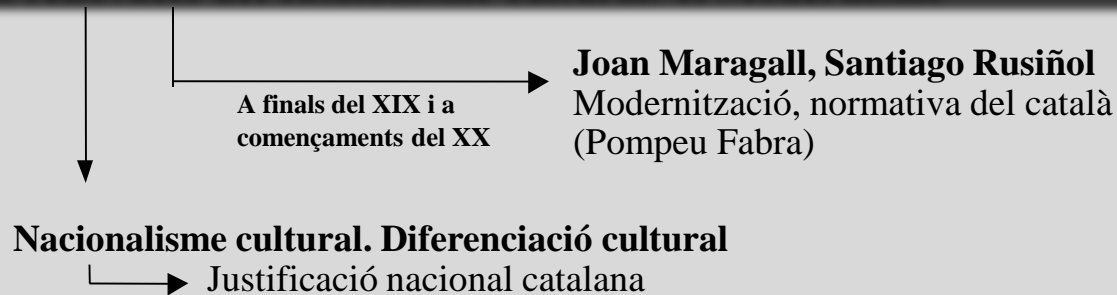 Joan Maragall, Santiago Rusiñol
A finals del XIX i a
començaments del XX
Modernització, normativa del català
(Pompeu Fabra)
Nacionalisme cultural. Diferenciació cultural
Justificació nacional catalana